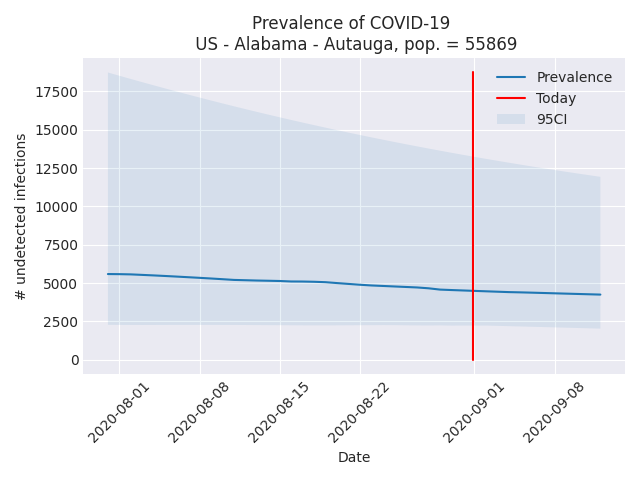 Prevalence of COVID-19
US - Alabama - Autauga, pop. = 55869
# undetected infections
17500
15000
12500
10000
7500
5000
2500
0
Prevalence
Today
95CI
2020-08-01
2020-08-08
2020-08-15
2020-08-22
2020-09-01
2020-09-08
Date